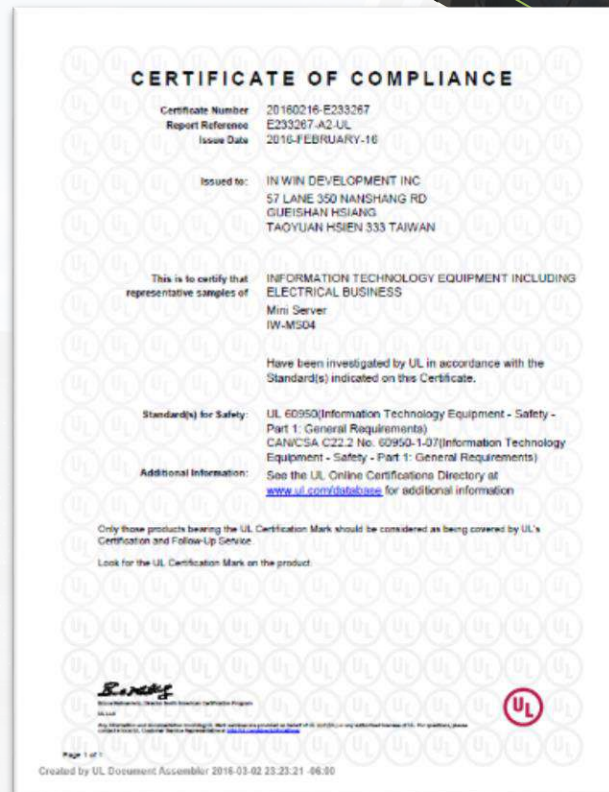 CERTIFICATE OF COMPLIANCE
Certificate Number 20160216-E233267
Report Reference E233267-A2-UL
Issue Date 2016-FEBRUARY-16
Issued to: IN WIN DEVELOPMENT INC
57 LANE 350 NANSHANG RD
GUEISHAN HSIANG
TAOYUAN HSIEN 333 TAIWAN
This is to certify that INFORMATION TECHNOLOGY EQUIPMENT INCLUDING
representative samples of ELECTRICAL BUSINESS
Mini Server
IW-MS04
Have been investigated by UL in accordance with the
Standard(s) indicated on this Certificate.
Standard(s) for Safety: UL 60950(Information Technology Equipment - Safety -
Part 1: General Requirements)
CAN/CSA C22.2 No. 60950-1-07(Information Technology
Equipment - Safety - Part 1: General Requirements)
Additional Information: See the UL Online Certifications Directory at
www.ul.com/database for additional information
Only those products bearing the UL Certification Mark should be considered as being covered by UL's
Certification and Follow-Up Service.
Look for the UL Certification Mark on the product.
Director North American Certification Program
UL LLC
UL
Page 1 of 1
Created by UL Document Assembler 2016-03-02 23:23:21 -06:00